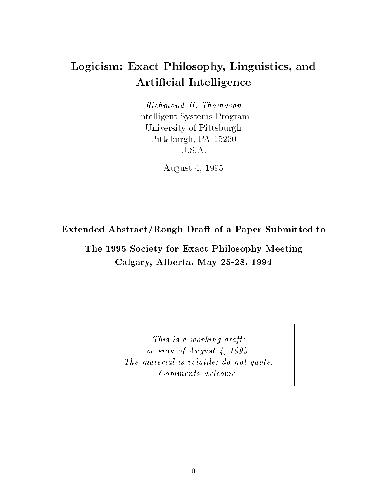 Logicism: Exact Philosophy, Linguistics, and
Artificial Intelligence
Richmond H. Thomason
Intelligent Systems Program
University of Pittsburgh
Pittsburgh, PA 15260
U.S.A.
August 4, 1995
Extended Abstract/Rough Draft of a Paper Submitted to
The 1995 Society for Exact Philosophy Meeting
Calgary, Alberta, May 25-28, 1994
This is a working draft:
version of August 4, 1995
The material is volatile; do not quote.
Comments welcome
0